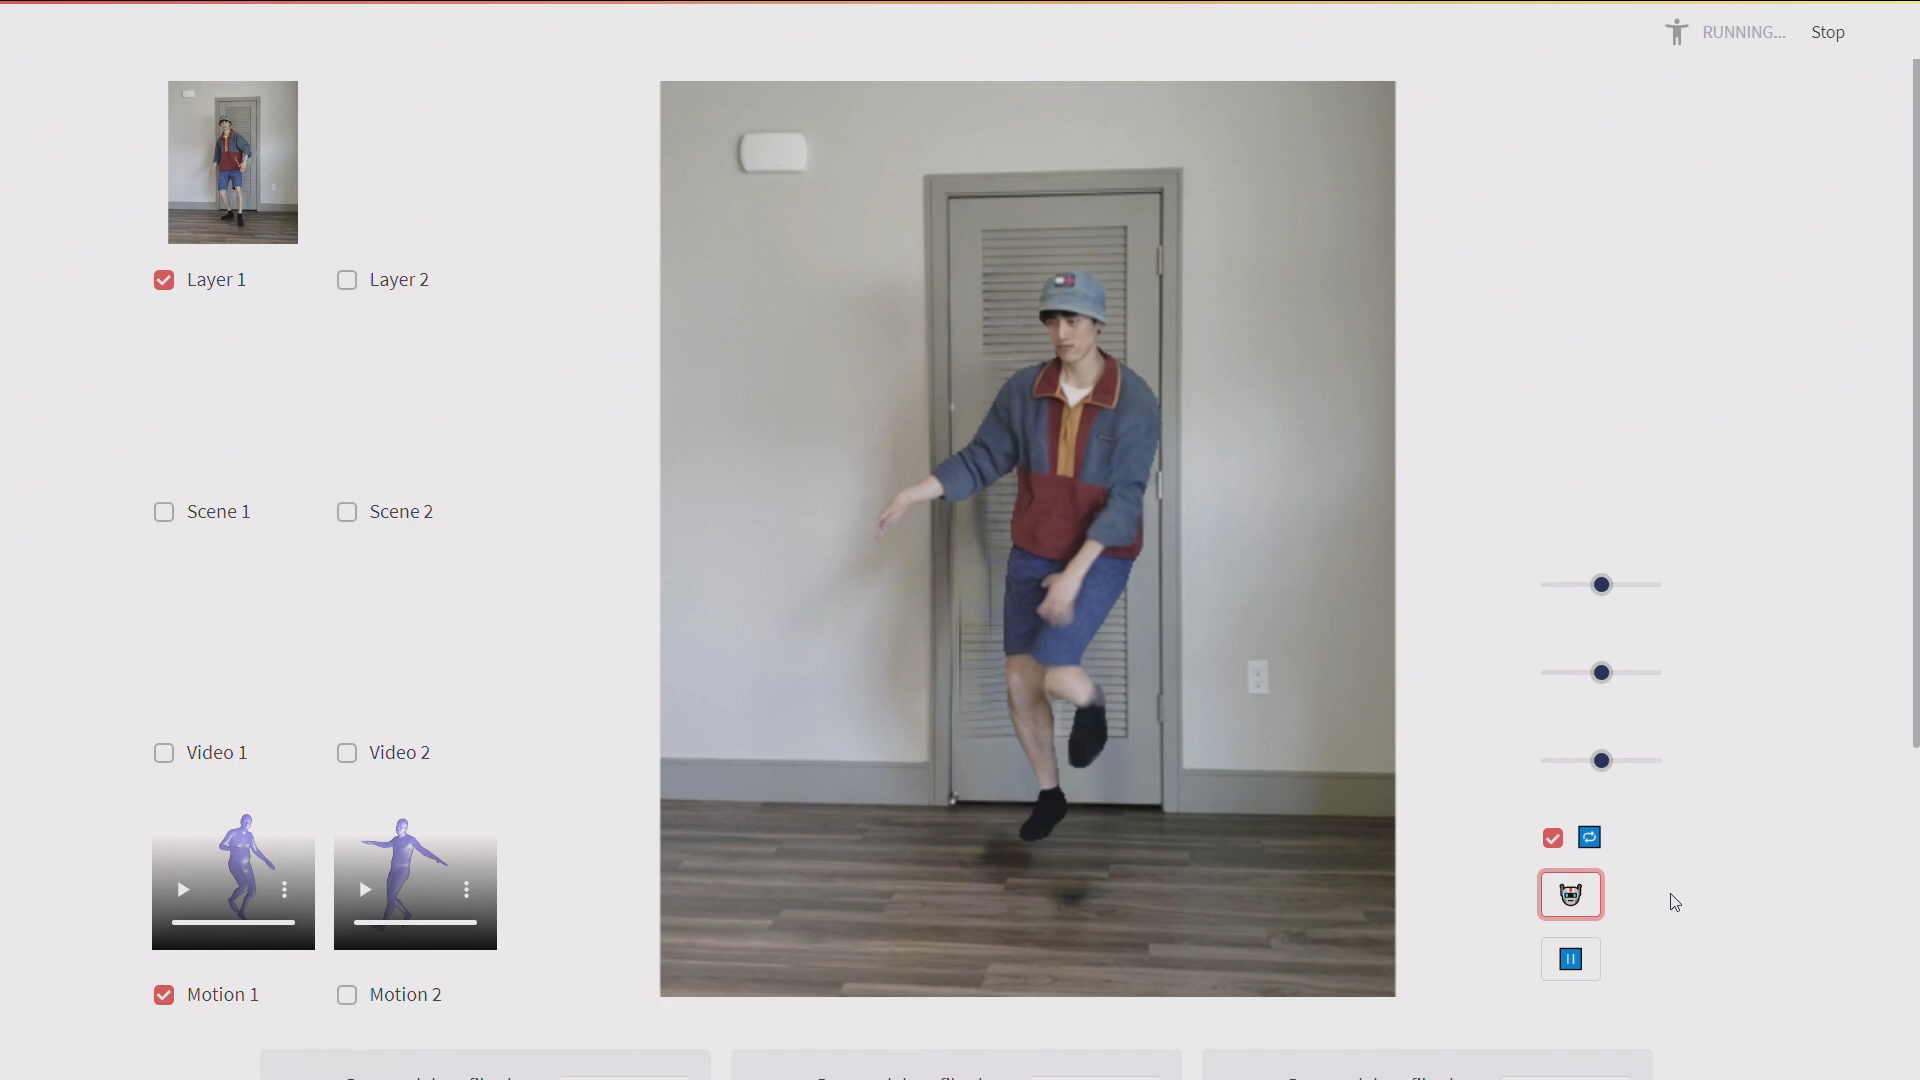 RUNNING... Stop
Layer 1
Layer 2
Scene 1
Scene 2
Video 1
Video 2
Motion 1
Motion 2